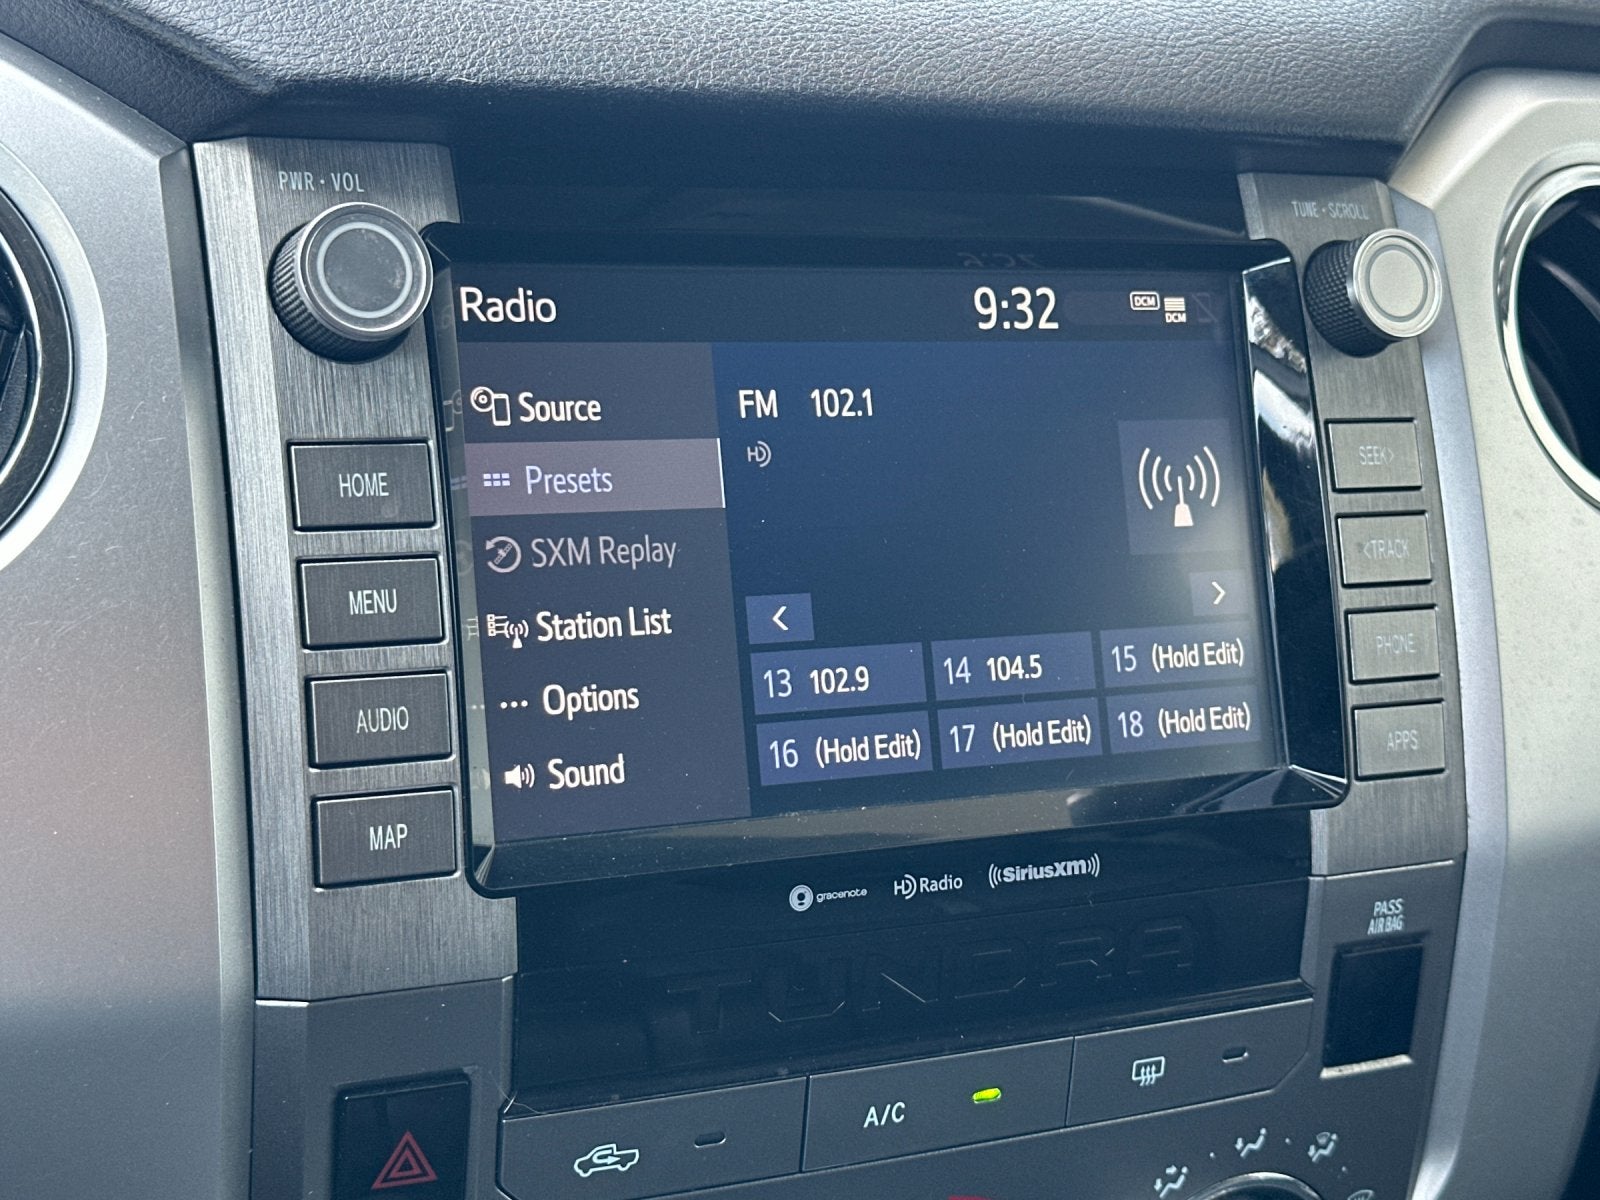 PWR • VOL
TUNE • SCROLL
Radio
9:32
DCM
DCM
Source
FM 102.1
HD
Presets
SXM Replay
Station List
Options
Sound
<
>
13 102.9
14 104.5
15 (Hold Edit)
16 (Hold Edit)
17 (Hold Edit)
18 (Hold Edit)
HOME
MENU
AUDIO
MAP
SEEK>
<TRACK
PHONE
APPS
gracenote
HD Radio
SiriusXM
TUNDRA
PASS
AIR BAG
A/C